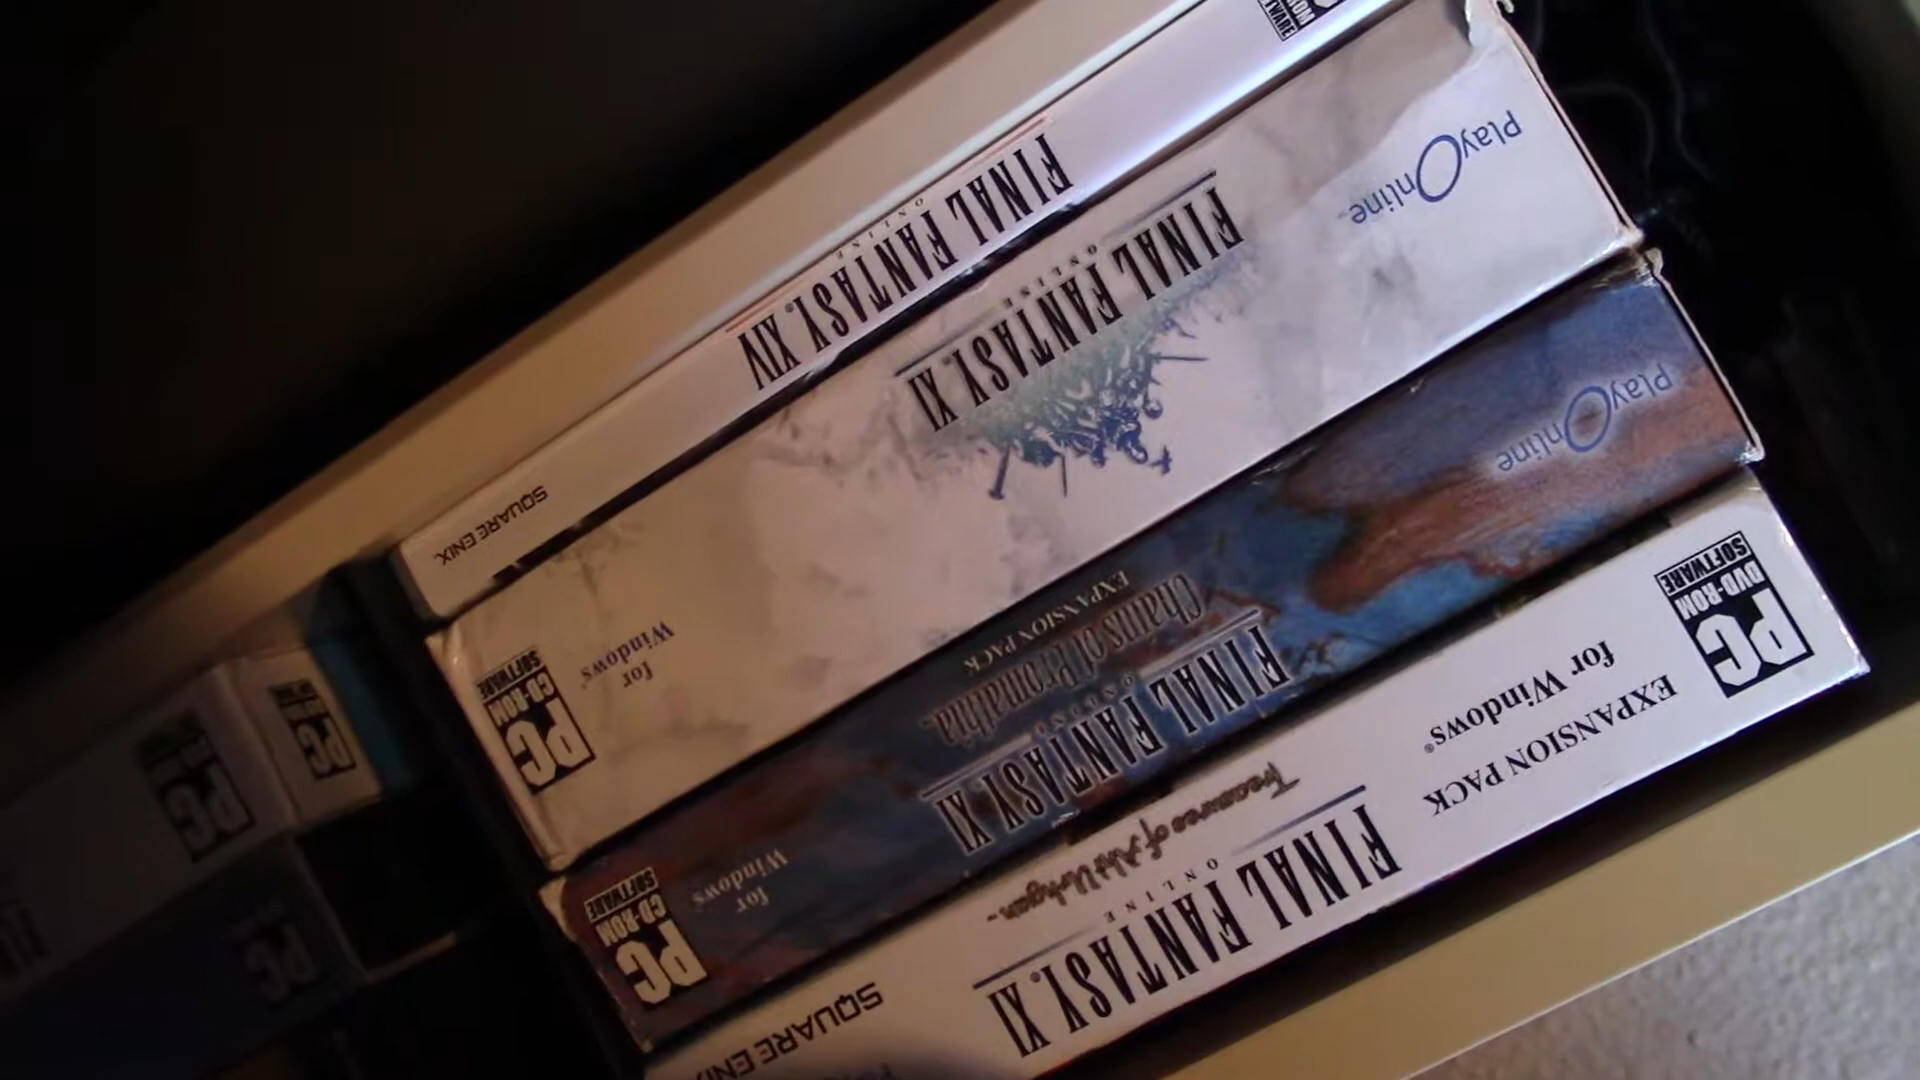 FINAL FANTASY XIV
ONLINE
SQUARE ENIX
PlayOnline
FINAL FANTASY XI
ONLINE
for
Windows
PC
CD-ROM
SOFTWARE
PlayOnline
FINAL FANTASY XI
ONLINE
Chains of Promathia
EXPANSION PACK
for
Windows
PC
CD-ROM
SOFTWARE
PC
DVD-ROM
SOFTWARE
for Windows®
EXPANSION PACK
FINAL FANTASY XI
ONLINE
Treasures of Aht Urhgan
SQUARE ENIX
PC
PC
PC